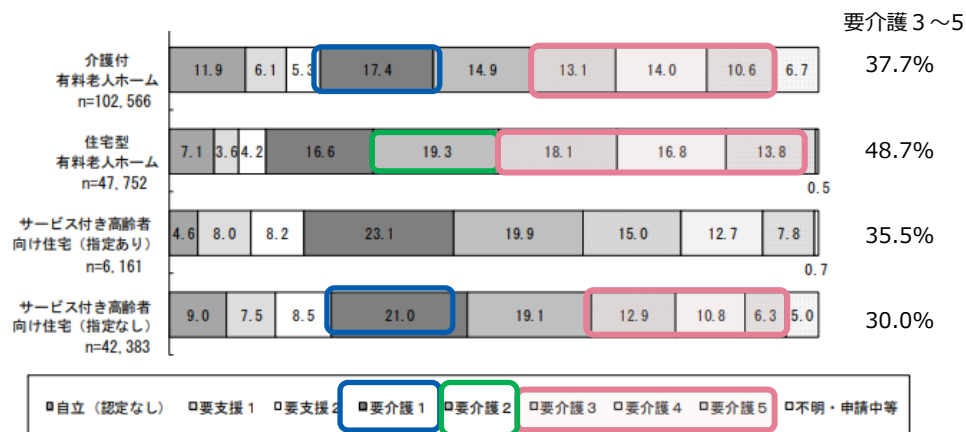 要介護3～5
介護付
有料老人ホーム
n=102,566
11.9 6.1 5.3 17.4 14.9 13.1 14.0 10.6 6.7
37.7%
住宅型
有料老人ホーム
n=47,752
7.1 3.6 4.2 16.6 19.3 18.1 16.8 13.8
0.5
48.7%
サービス付き高齢者
向け住宅（指定あり）
n=6,161
4.6 8.0 8.2 23.1 19.9 15.0 12.7 7.8
0.7
35.5%
サービス付き高齢者
向け住宅（指定なし）
n=42,383
9.0 7.5 8.5 21.0 19.1 12.9 10.8 6.3 5.0
30.0%
自立（認定なし） 要支援1 要支援2 要介護1 要介護2 要介護3 要介護4 要介護5 不明・申請中等